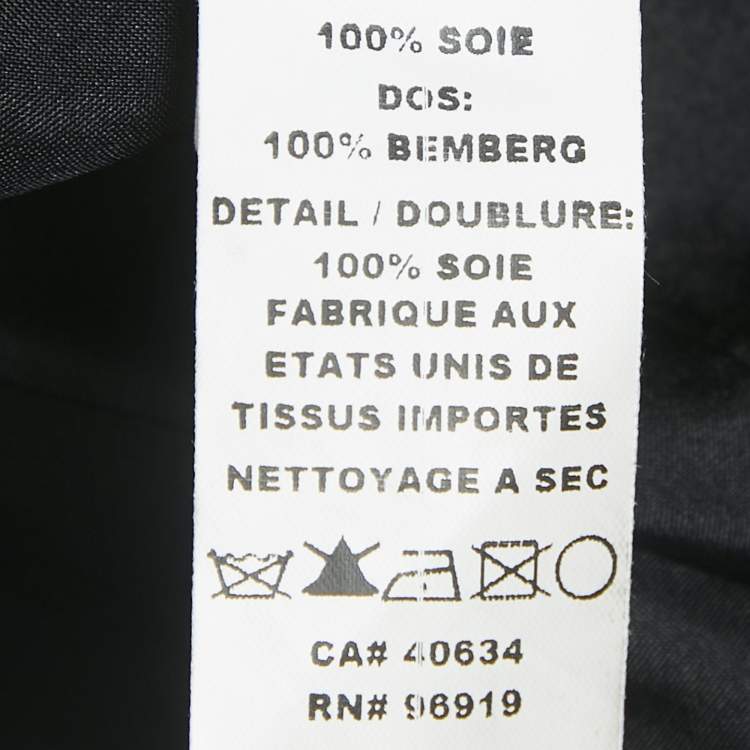 100% SOIE
DOS:
100% BEMBERG
DETAIL / DOUBLURE:
100% SOIE
FABRIQUE AUX
ETATS UNIS DE
TISSUS IMPORTES
NETTOYAGE A SEC
CA# 40634
RN# 96919